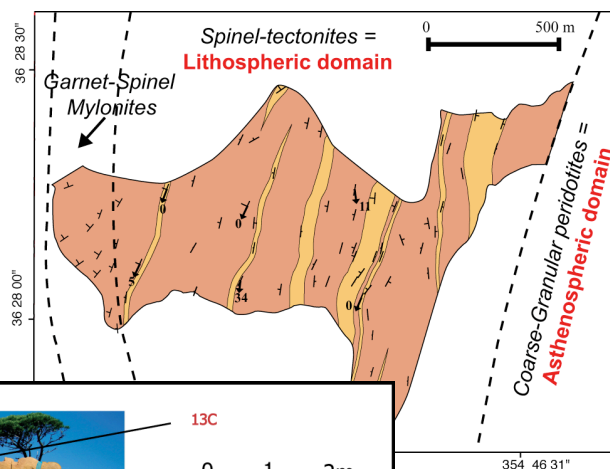 36 28 30"
Spinel-tectonites =
Lithospheric domain
0 500 m
Garnet-Spinel
Mylonites
0
0
11
5
34
0
36 28 00"
Coarse-Granular peridotites =
Asthenospheric domain
13C
0 1 2m
354 46 31"